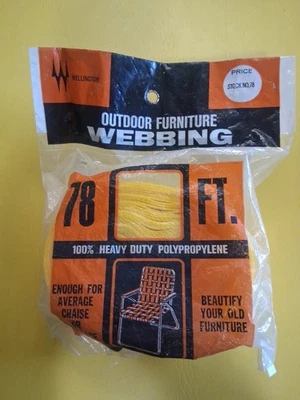 WELLINGTON
PRICE
STOCK NO. 78
OUTDOOR FURNITURE
WEBBING
78 FT.
100% HEAVY DUTY POLYPROPYLENE
ENOUGH FOR
AVERAGE
CHAISE
BEAUTIFY
YOUR OLD
FURNITURE